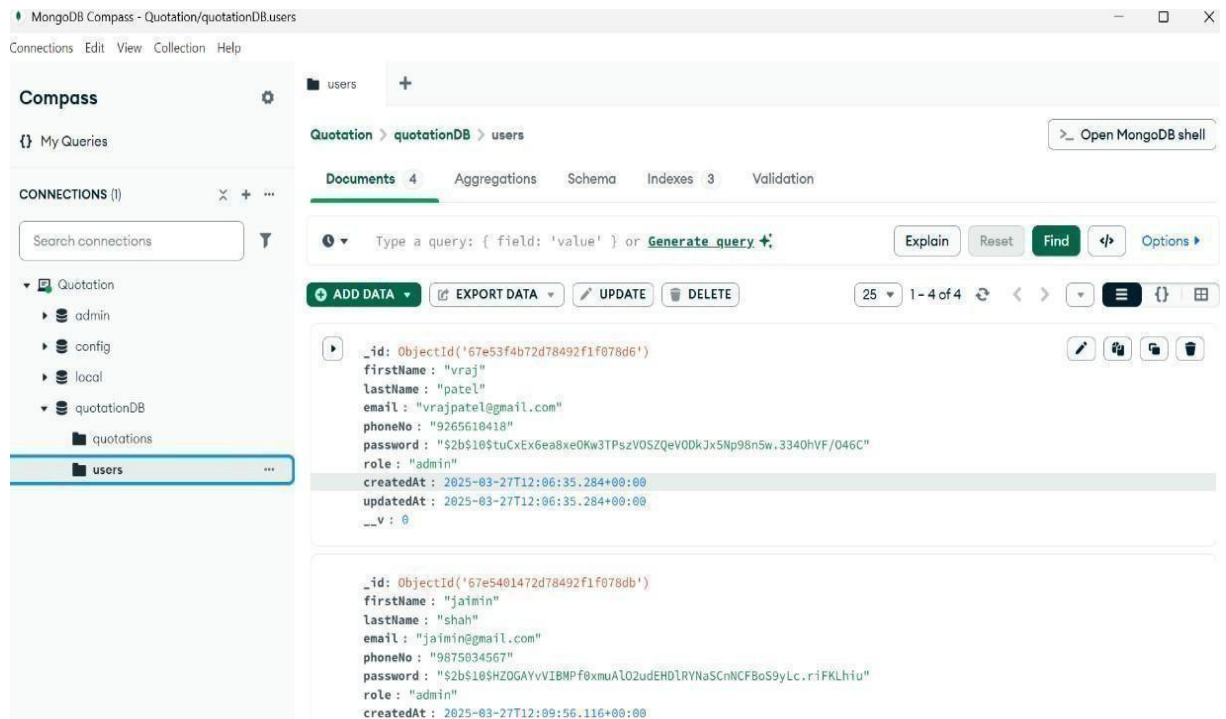 MongoDB Compass - Quotation/quotationDB.users
Connections Edit View Collection Help
Compass
{} My Queries
CONNECTIONS (1)
Search connections
Quotation
admin
config
local
quotationDB
quotations
users
users
Quotation > quotationDB > users
>_ Open MongoDB shell
Documents 4 Aggregations Schema Indexes 3 Validation
Type a query: { field: 'value' } or Generate query
Explain Reset Find </> Options
ADD DATA EXPORT DATA UPDATE DELETE
25 1 - 4 of 4 {}
_id: ObjectId('67e53f4b72d78492f1f078d6')
firstName : "vraj"
lastName : "patel"
email : "vrajpatel@gmail.com"
phoneNo : "9265610418"
password : "$2b$10$tuCxEx6ea8xeOKw3TPszVOSZQeVODkJx5Np98n5w.334OhVF/O46C"
role : "admin"
createdAt : 2025-03-27T12:06:35.284+00:00
updatedAt : 2025-03-27T12:06:35.284+00:00
__v : 0
_id: ObjectId('67e5401472d78492f1f078db')
firstName : "jaimin"
lastName : "shah"
email : "jaimin@gmail.com"
phoneNo : "9875034567"
password : "$2b$10$HZOGAYvVIBMPf0xmuAlO2udEHDlRYNaSCnNCFBoS9yLc.riFKLhiu"
role : "admin"
createdAt : 2025-03-27T12:09:56.116+00:00